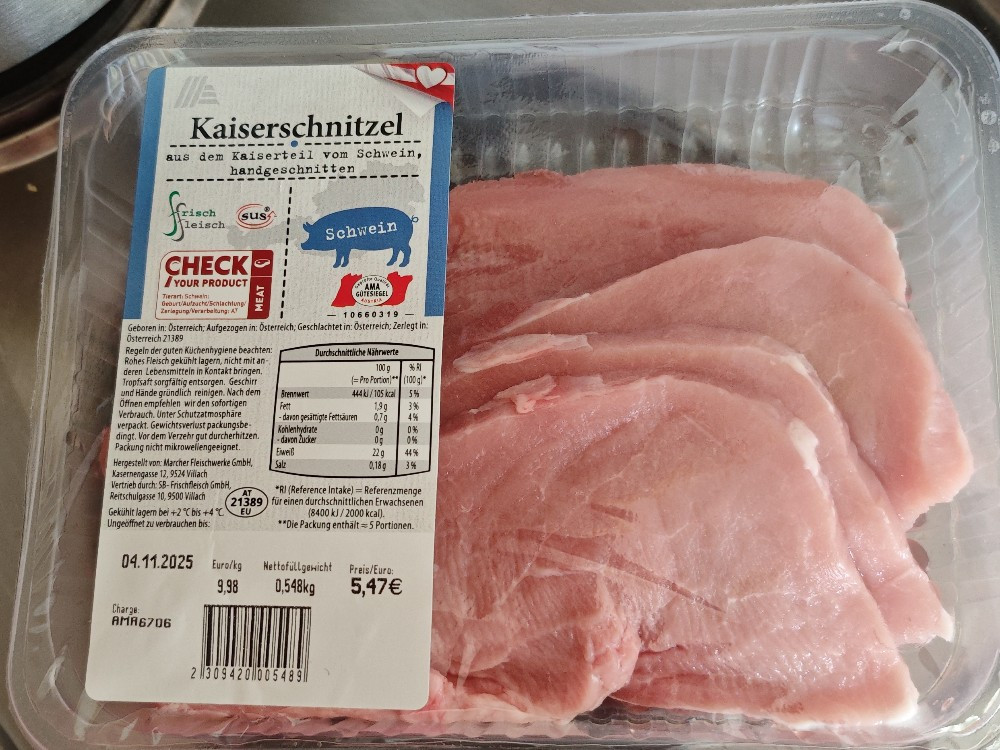 Kaiserschnitzel
aus dem Kaiserteil vom Schwein,
handgeschnitten
frisch
fleisch
sus®
Schwein
CHECK
YOUR PRODUCT
MEAT
Tierart: Schwein;
Geburt/Aufzucht/Schlachtung/
Zerlegung/Verarbeitung: AT
AMA
GÜTESIEGEL
AUSTRIA
10660319
Geboren in: Österreich; Aufgezogen in: Österreich; Geschlachtet in: Österreich; Zerlegt in:
Österreich 21389
Regeln der guten Küchenhygiene beachten:
Rohes Fleisch gekühlt lagern, nicht mit an-
deren Lebensmitteln in Kontakt bringen.
Tropfsaft sorgfältig entsorgen. Geschirr
und Hände gründlich reinigen. Nach dem
Öffnen empfehlen wir den sofortigen
Verbrauch. Unter Schutzatmosphäre
verpackt. Gewichtsverlust packungsbe-
dingt. Vor dem Verzehr gut durcherhitzen.
Packung nicht mikrowellengeeignet.
Durchschnittliche Nährwerte
100 g % RI
(= Pro Portion)** (100 g)*
Brennwert 444 kJ / 105 kcal 5 %
Fett 1,9 g 3 %
- davon gesättigte Fettsäuren 0,7 g 4 %
Kohlenhydrate 0 g 0 %
- davon Zucker 0 g 0 %
Eiweiß 22 g 44 %
Salz 0,18 g 3 %
Hergestellt von: Marcher Fleischwerke GmbH,
Kasernengasse 12, 9524 Villach
Vertrieb durch: SB- Frischfleisch GmbH,
Reitschulgasse 10, 9500 Villach
Gekühlt lagern bei +2 °C bis +4 °C.
Ungeöffnet zu verbrauchen bis:
AT
21389
EU
*RI (Reference Intake) = Referenzmenge
für einen durchschnittlichen Erwachsenen
(8400 kJ / 2000 kcal).
**Die Packung enthält = 5 Portionen.
04.11.2025
Euro/kg Nettofüllgewicht Preis/Euro:
9,98 0,548kg 5,47€
Charge:
AMA6706
2 309420 005489